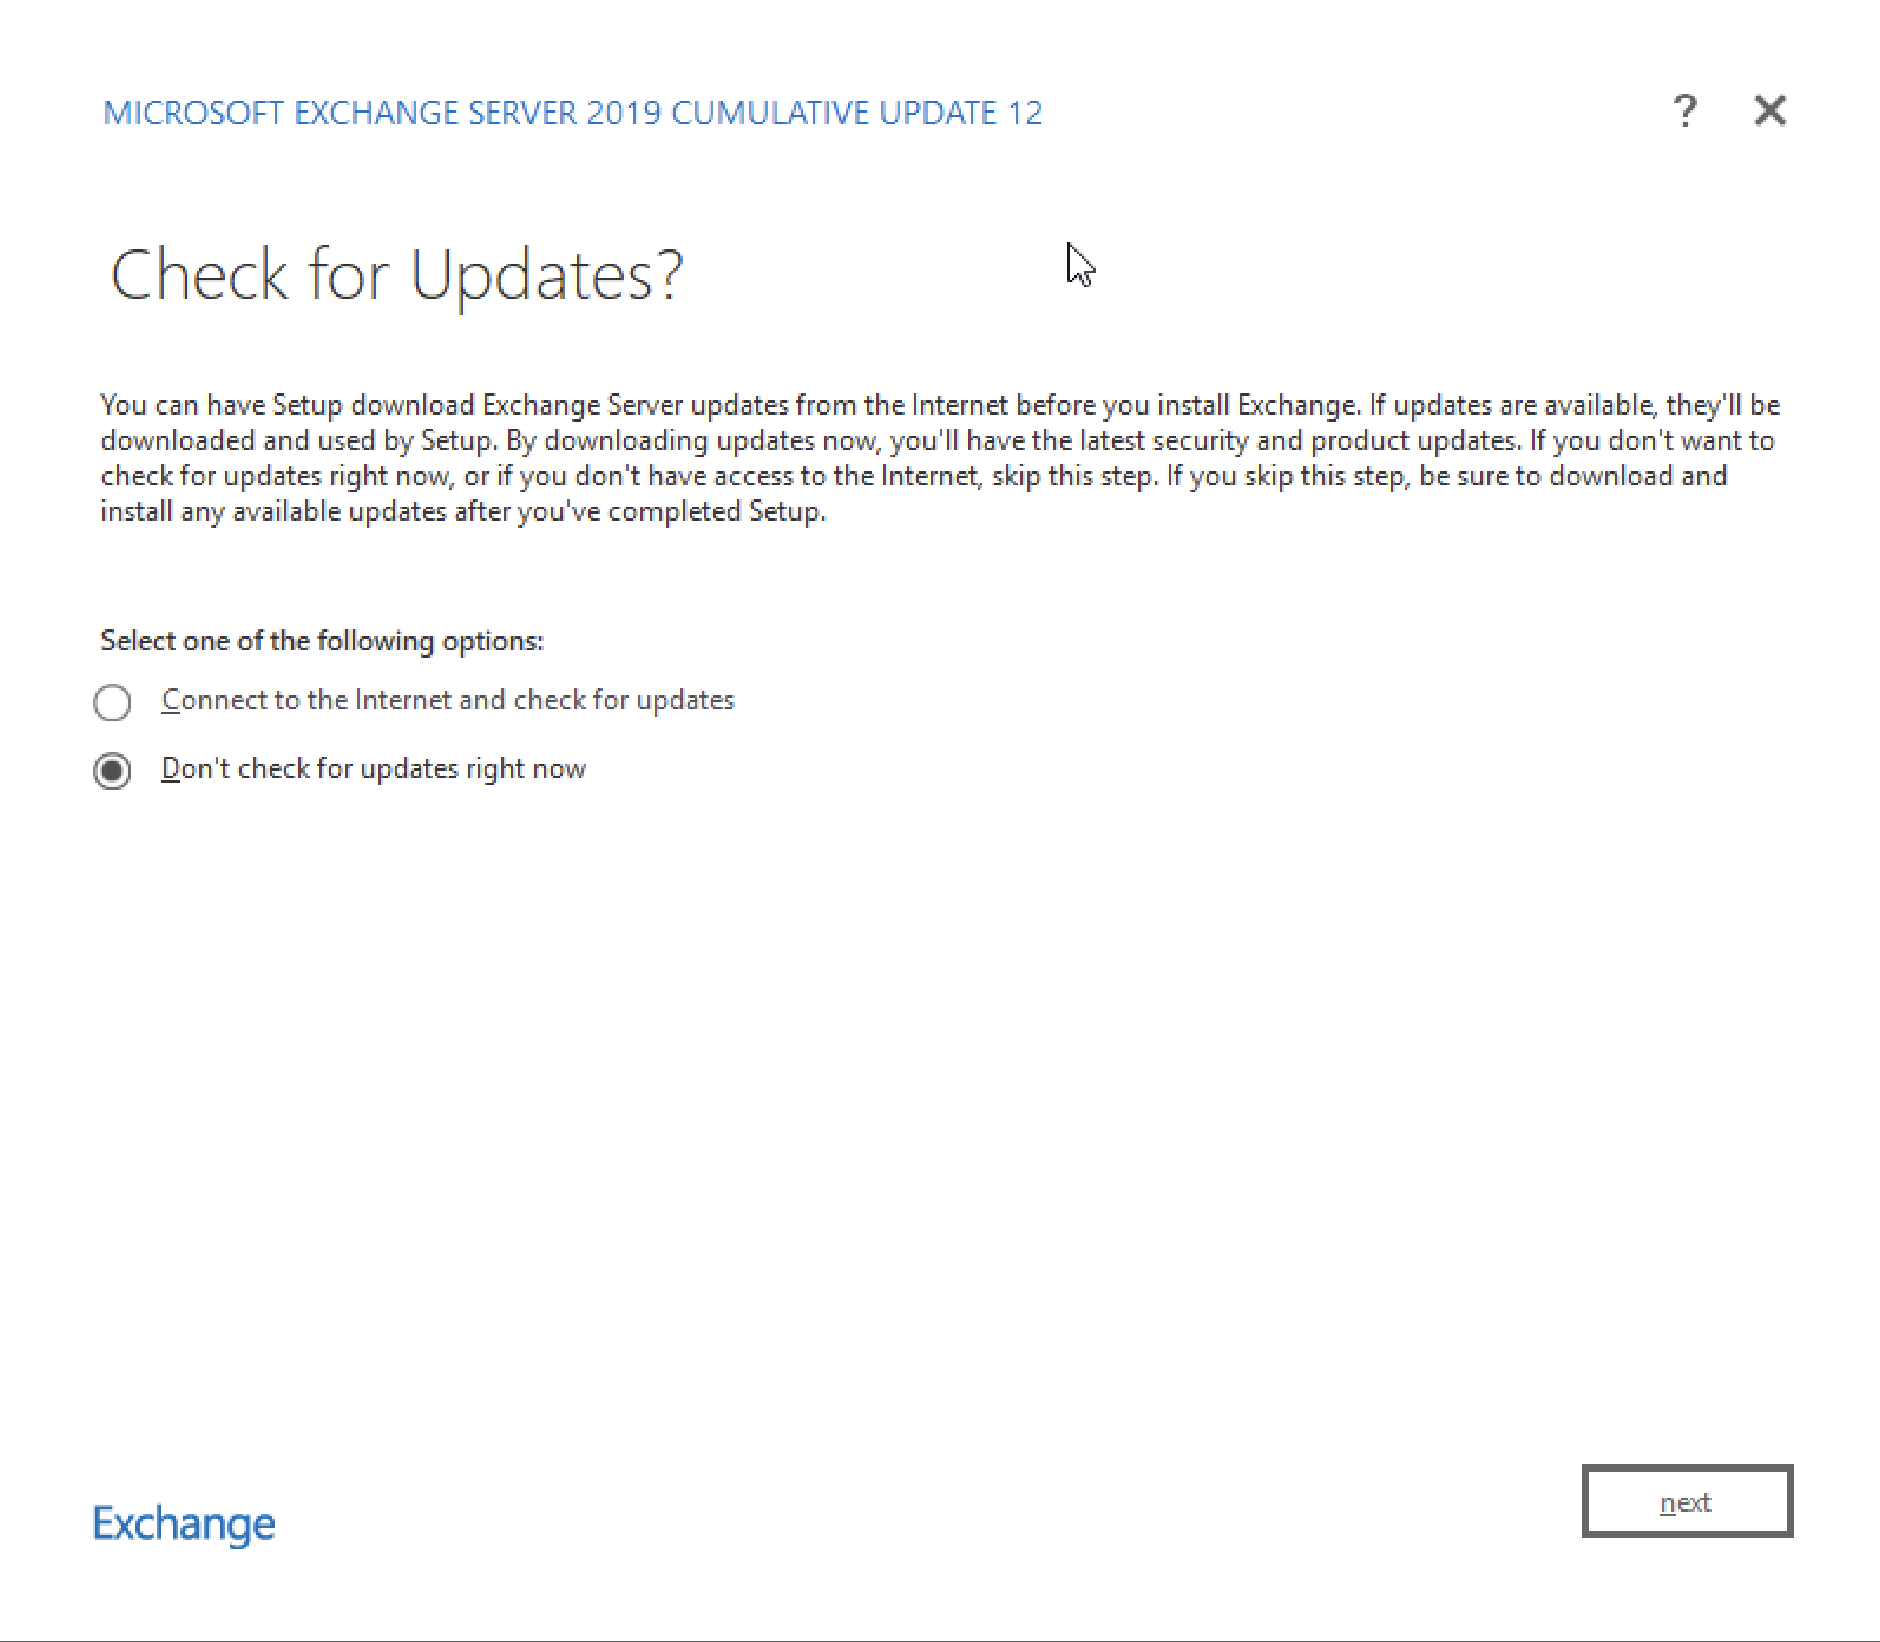 MICROSOFT EXCHANGE SERVER 2019 CUMULATIVE UPDATE 12
?
Check for Updates?
You can have Setup download Exchange Server updates from the Internet before you install Exchange. If updates are available, they'll be
downloaded and used by Setup. By downloading updates now, you'll have the latest security and product updates. If you don't want to
check for updates right now, or if you don't have access to the Internet, skip this step. If you skip this step, be sure to download and
install any available updates after you've completed Setup.
Select one of the following options:
Connect to the Internet and check for updates
Don't check for updates right now
Exchange
next